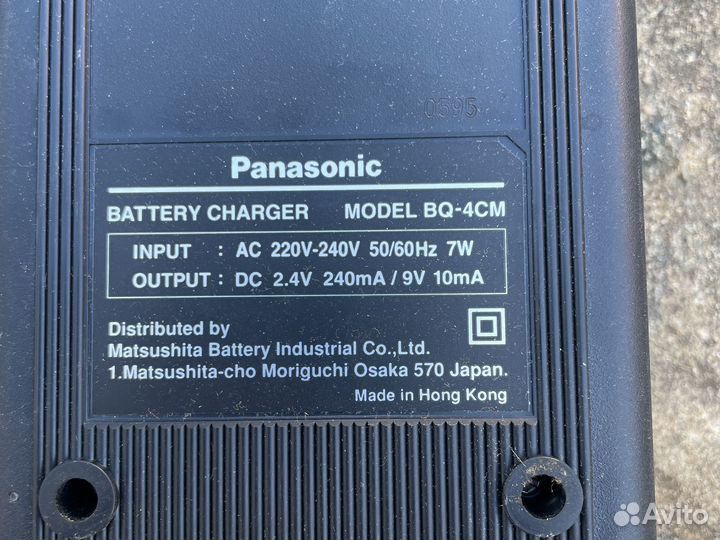 0595
Panasonic
BATTERY CHARGER MODEL BQ-4CM
INPUT : AC 220V-240V 50/60Hz 7W
OUTPUT : DC 2.4V 240mA / 9V 10mA
Distributed by
Matsushita Battery Industrial Co.,Ltd.
1.Matsushita-cho Moriguchi Osaka 570 Japan.
Made in Hong Kong
Avito